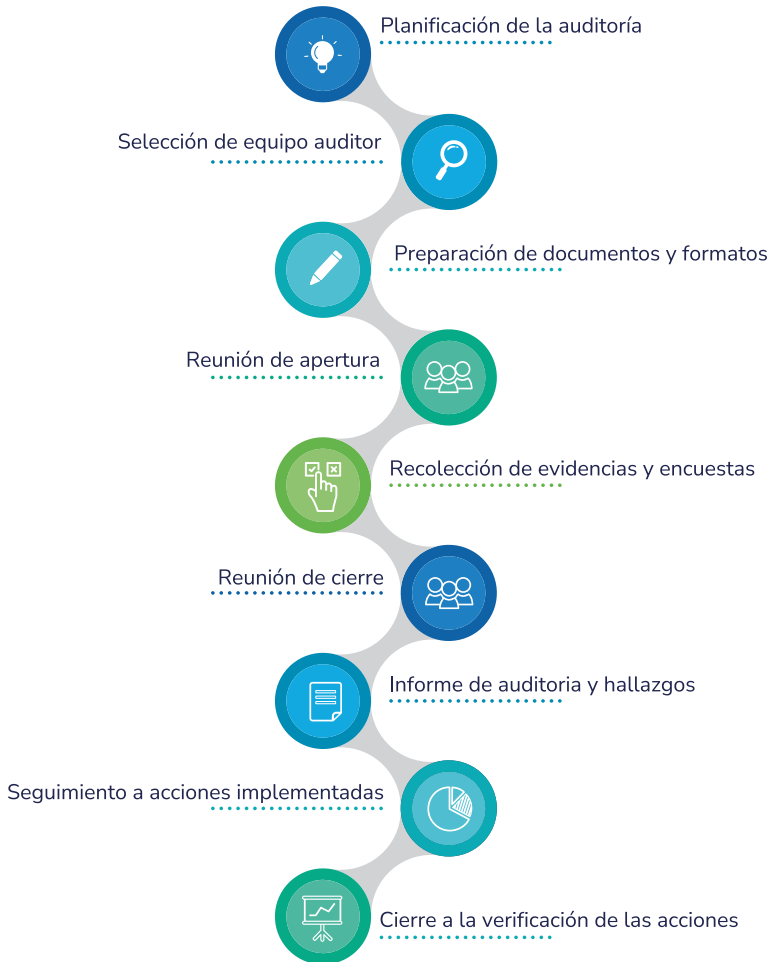 Planificación de la auditoría
Selección de equipo auditor
Preparación de documentos y formatos
Reunión de apertura
Recolección de evidencias y encuestas
Reunión de cierre
Informe de auditoria y hallazgos
Seguimiento a acciones implementadas
Cierre a la verificación de las acciones